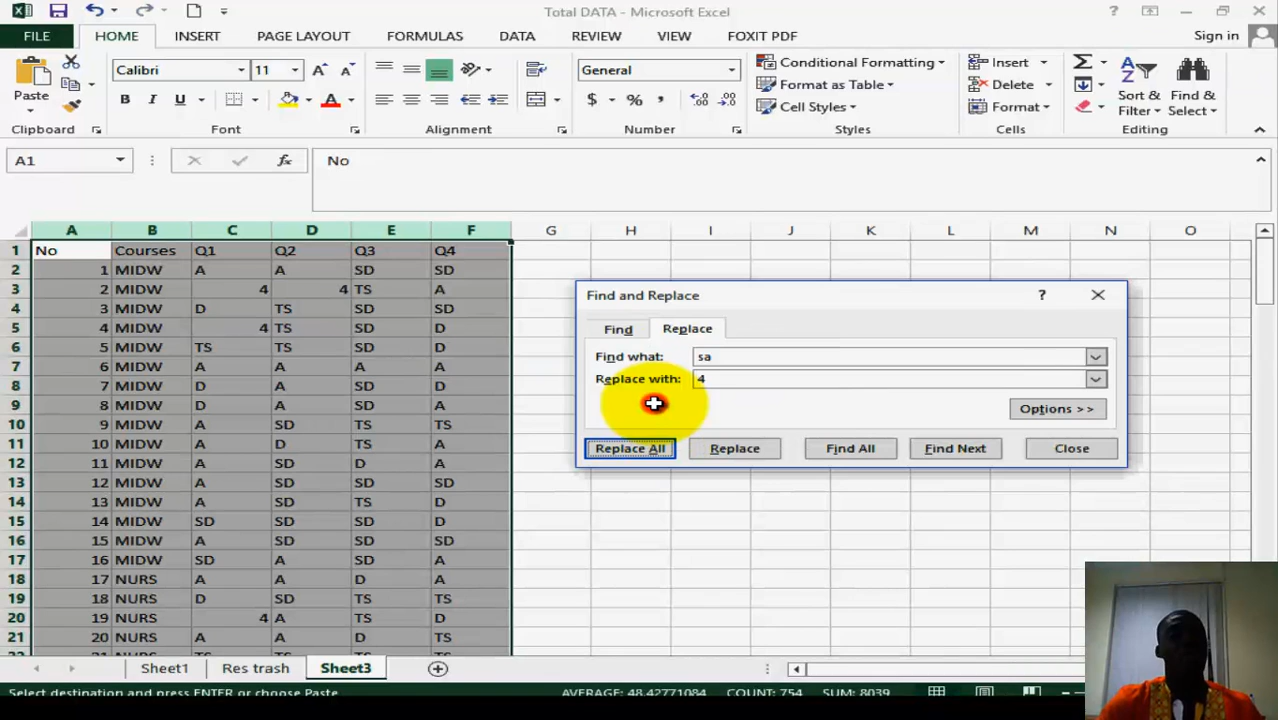 Total DATA - Microsoft Excel
FILE HOME INSERT PAGE LAYOUT FORMULAS DATA REVIEW VIEW FOXIT PDF Sign in
Calibri 11 General Conditional Formatting Insert
Paste B I U A $ % , Format as Table Delete Sort & Find &
Cell Styles Format Filter Select
Clipboard Font Alignment Number Styles Cells Editing
A1 fx No
A B C D E F G H I J K L M N O
1 No Courses Q1 Q2 Q3 Q4
2 1 MIDW A A SD SD
3 2 MIDW 4 4 TS A
4 3 MIDW D TS SD SD
5 4 MIDW 4 TS SD D
6 5 MIDW TS TS SD D
7 6 MIDW A A A A
8 7 MIDW D A SD D
9 8 MIDW D A SD D
10 9 MIDW A SD TS TS
11 10 MIDW A D TS A
12 11 MIDW A SD D A
13 12 MIDW A SD SD SD
14 13 MIDW A SD TS D
15 14 MIDW SD SD SD D
16 15 MIDW A SD SD SD
17 16 MIDW SD A SD A
18 17 NURS A A D A
19 18 NURS D SD TS TS
20 19 NURS 4 A TS D
21 20 NURS A A D TS
Find and Replace ?
Find Replace
Find what: sa
Replace with: 4
Options >>
Replace All Replace Find All Find Next Close
Sheet1 Res trash Sheet3
Select destination and press ENTER or choose Paste AVERAGE: 48.42771084 COUNT: 754 SUM: 8039